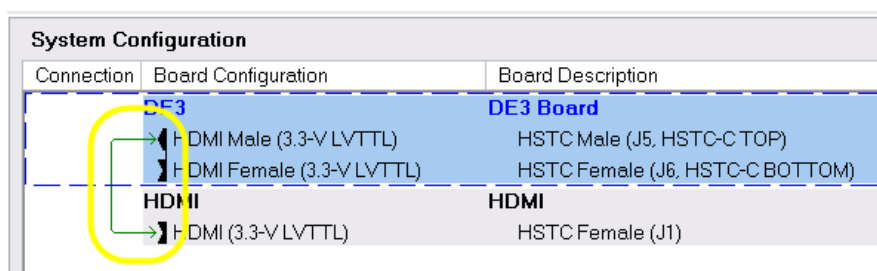 System Configuration
Connection Board Configuration Board Description
DE3 DE3 Board
HDMI Male (3.3-V LVTTL) HSTC Male (J5, HSTC-C TOP)
HDMI Female (3.3-V LVTTL) HSTC Female (J6, HSTC-C BOTTOM)
HDMI HDMI
HDMI (3.3-V LVTTL) HSTC Female (J1)